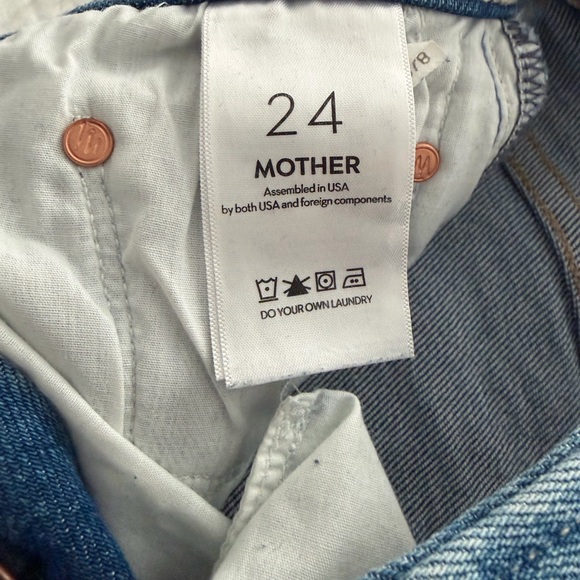 24
MOTHER
Assembled in USA
by both USA and foreign components
DO YOUR OWN LAUNDRY
M